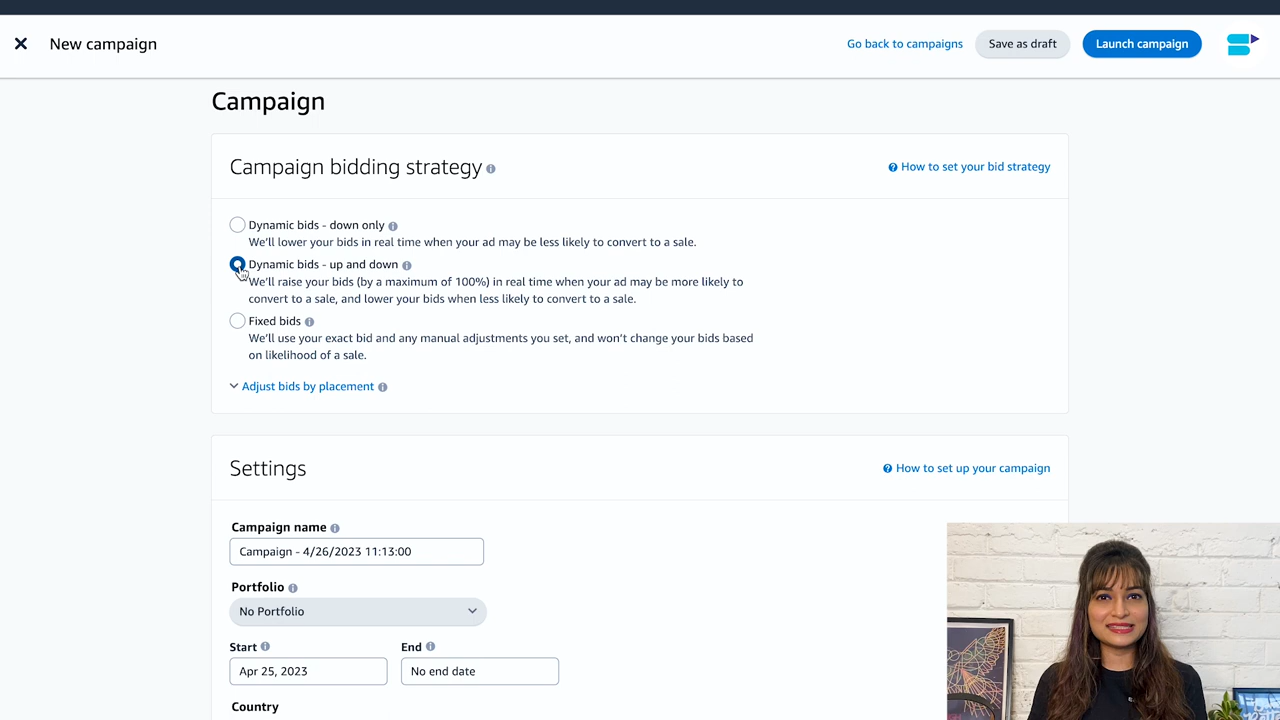 New campaign
Go back to campaigns
Save as draft
Launch campaign
Campaign
Campaign bidding strategy
How to set your bid strategy
Dynamic bids - down only
We'll lower your bids in real time when your ad may be less likely to convert to a sale.
Dynamic bids - up and down
We'll raise your bids (by a maximum of 100%) in real time when your ad may be more likely to
convert to a sale, and lower your bids when less likely to convert to a sale.
Fixed bids
We'll use your exact bid and any manual adjustments you set, and won't change your bids based
on likelihood of a sale.
Adjust bids by placement
Settings
How to set up your campaign
Campaign name
Campaign - 4/26/2023 11:13:00
Portfolio
No Portfolio
Start
End
Apr 25, 2023
No end date
Country